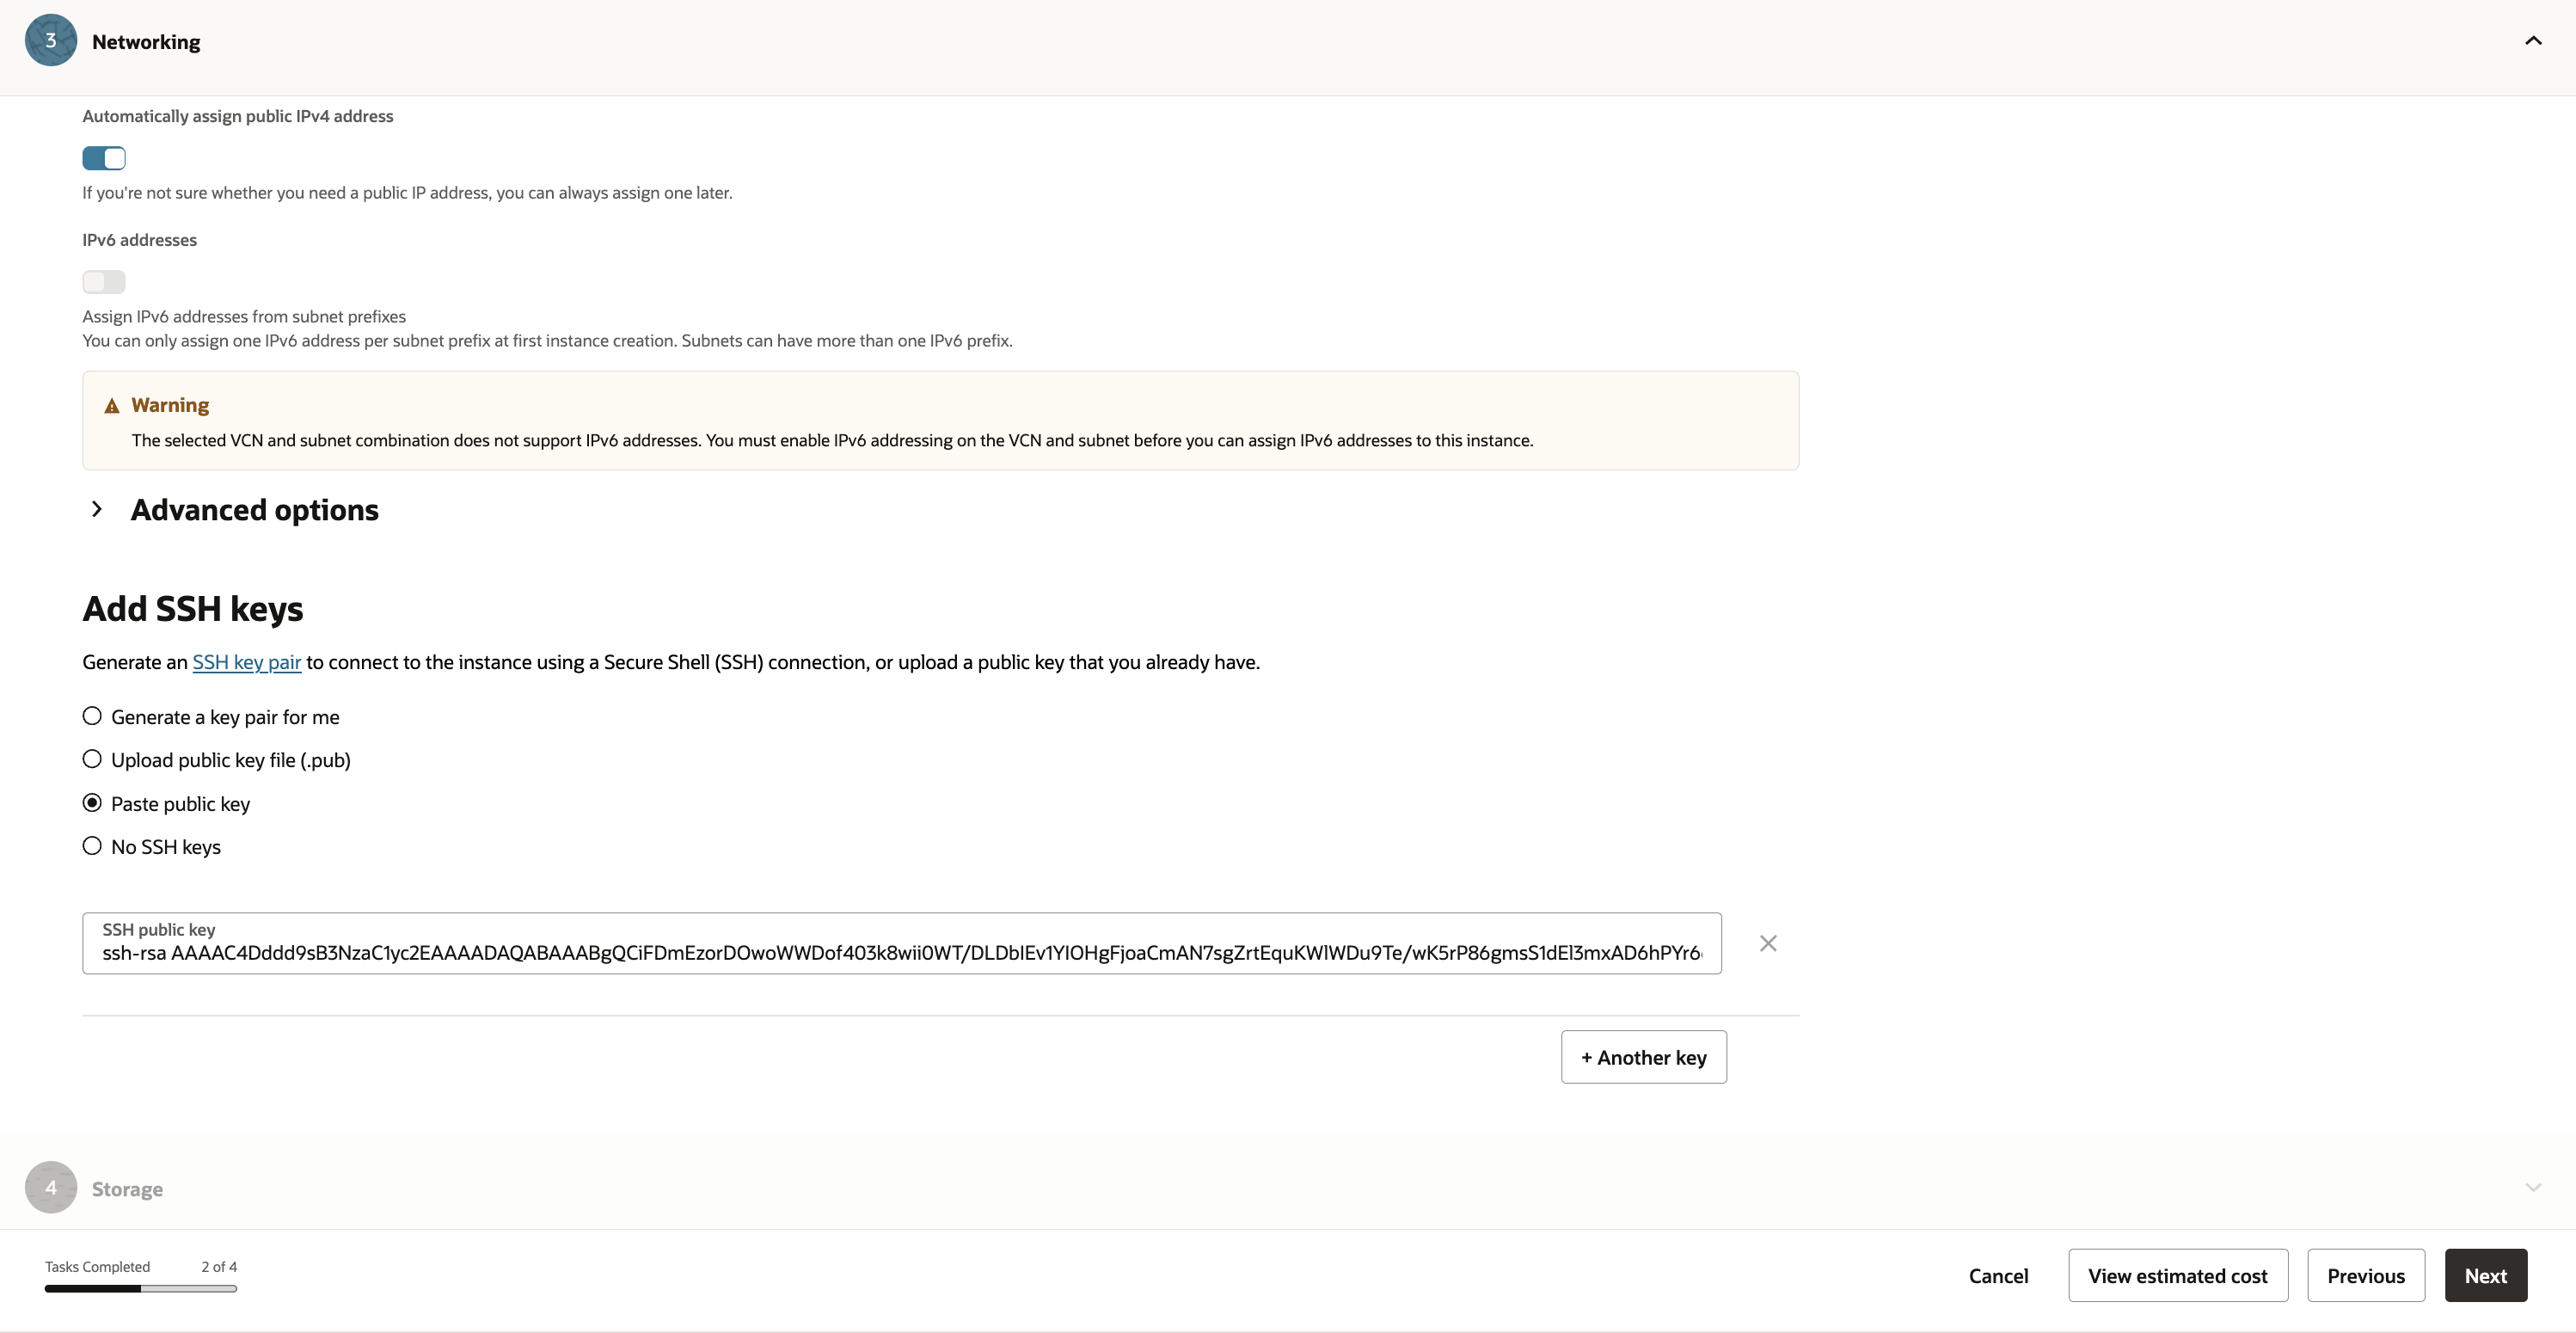 3
Networking
Automatically assign public IPv4 address
If you're not sure whether you need a public IP address, you can always assign one later.
IPv6 addresses
Assign IPv6 addresses from subnet prefixes
You can only assign one IPv6 address per subnet prefix at first instance creation. Subnets can have more than one IPv6 prefix.
Warning
The selected VCN and subnet combination does not support IPv6 addresses. You must enable IPv6 addressing on the VCN and subnet before you can assign IPv6 addresses to this instance.
Advanced options
Add SSH keys
Generate an SSH key pair to connect to the instance using a Secure Shell (SSH) connection, or upload a public key that you already have.
Generate a key pair for me
Upload public key file (.pub)
Paste public key
No SSH keys
SSH public key
ssh-rsa AAAAC4Dddd9sB3NzaC1yc2EAAAADAQABAAABgQCiFDmEzorDOwoWWDof403k8wii0WT/DLDbIEv1YIOHgFjoaCmAN7sgZrtEquKWlWDu9Te/wK5rP86gmsS1dEl3mxAD6hPYr6
+ Another key
4
Storage
Tasks Completed 2 of 4
Cancel
View estimated cost
Previous
Next